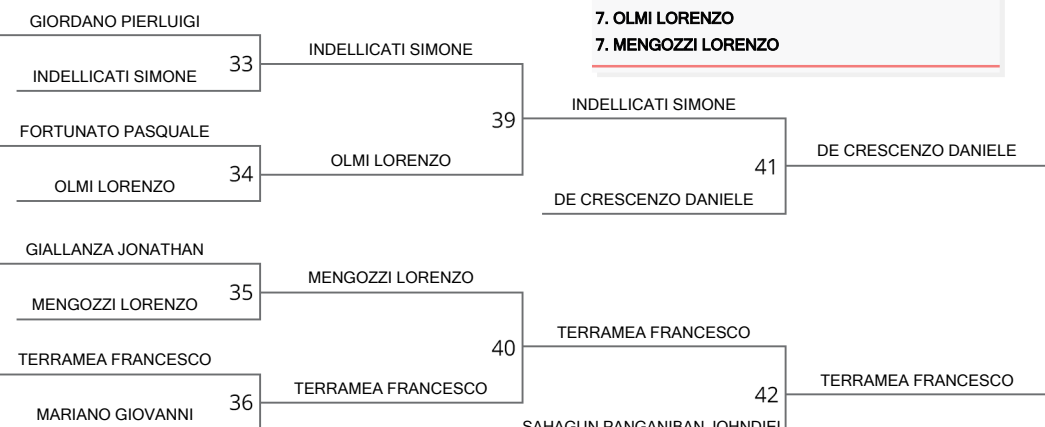 GIORDANO PIERLUIGI
INDELLICATI SIMONE
33
INDELLICATI SIMONE
FORTUNATO PASQUALE
OLMI LORENZO
34
OLMI LORENZO
39
INDELLICATI SIMONE
DE CRESCENZO DANIELE
41
DE CRESCENZO DANIELE
7. OLMI LORENZO
7. MENGOZZI LORENZO
GIALLANZA JONATHAN
MENGOZZI LORENZO
35
MENGOZZI LORENZO
TERRAMEA FRANCESCO
MARIANO GIOVANNI
36
TERRAMEA FRANCESCO
40
TERRAMEA FRANCESCO
SAHAGUN PANGANIBAN
42
TERRAMEA FRANCESCO